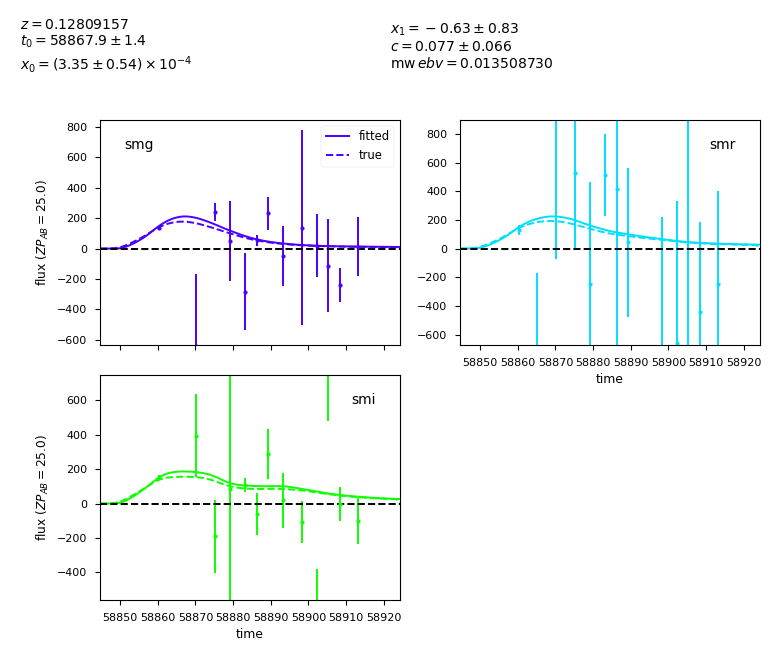 z = 0.12809157
t₀ = 58867.9 ± 1.4
x₀ = (3.35 ± 0.54) × 10⁻⁴
x₁ = −0.63 ± 0.83
c = 0.077 ± 0.066
mwebv = 0.013508730
smg
fitted
true
800
600
400
200
0
−200
−400
−600
flux (ZP_AB = 25.0)
smr
800
600
400
200
0
−200
−400
−600
58850 58860 58870 58880 58890 58900 58910 58920
time
smi
600
400
200
0
−200
−400
flux (ZP_AB = 25.0)
58850 58860 58870 58880 58890 58900 58910 58920
time